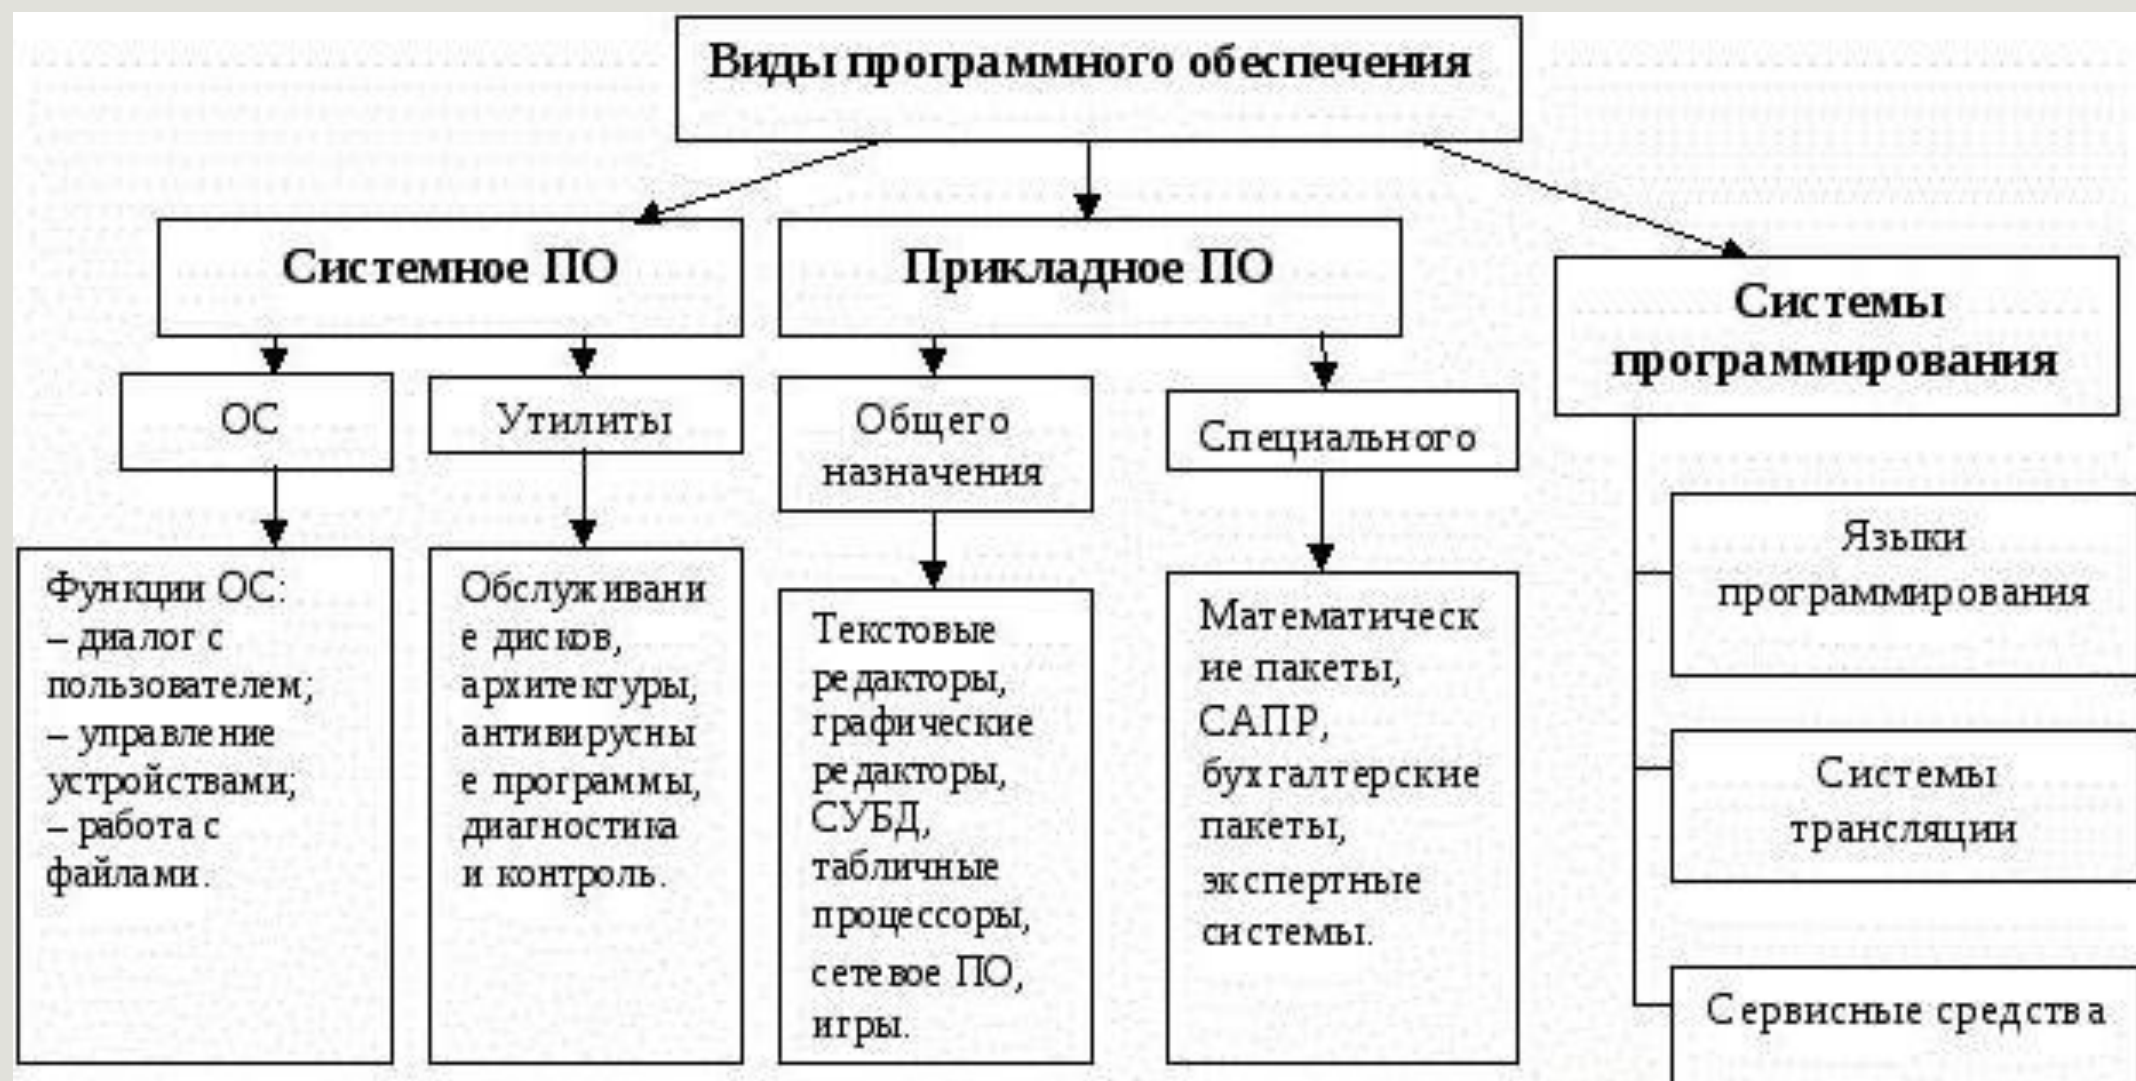 Виды программного обеспечения
Системное ПО
Прикладное ПО
Системы
программирования
ОС
Утилиты
Общего
назначения
Специального
Функции ОС:
– диалог с
пользователем;
– управление
устройствами;
– работа с
файлами.
Обслуживани
е дисков,
архитектуры,
антивирусны
е программы,
диагностика
и контроль.
Текстовые
редакторы,
графические
редакторы,
СУБД,
табличные
процессоры,
сетевое ПО,
игры.
Математическ
ие пакеты,
САПР,
бухгалтерские
пакеты,
экспертные
системы.
Языки
программирования
Системы
трансляции
Сервисные средства